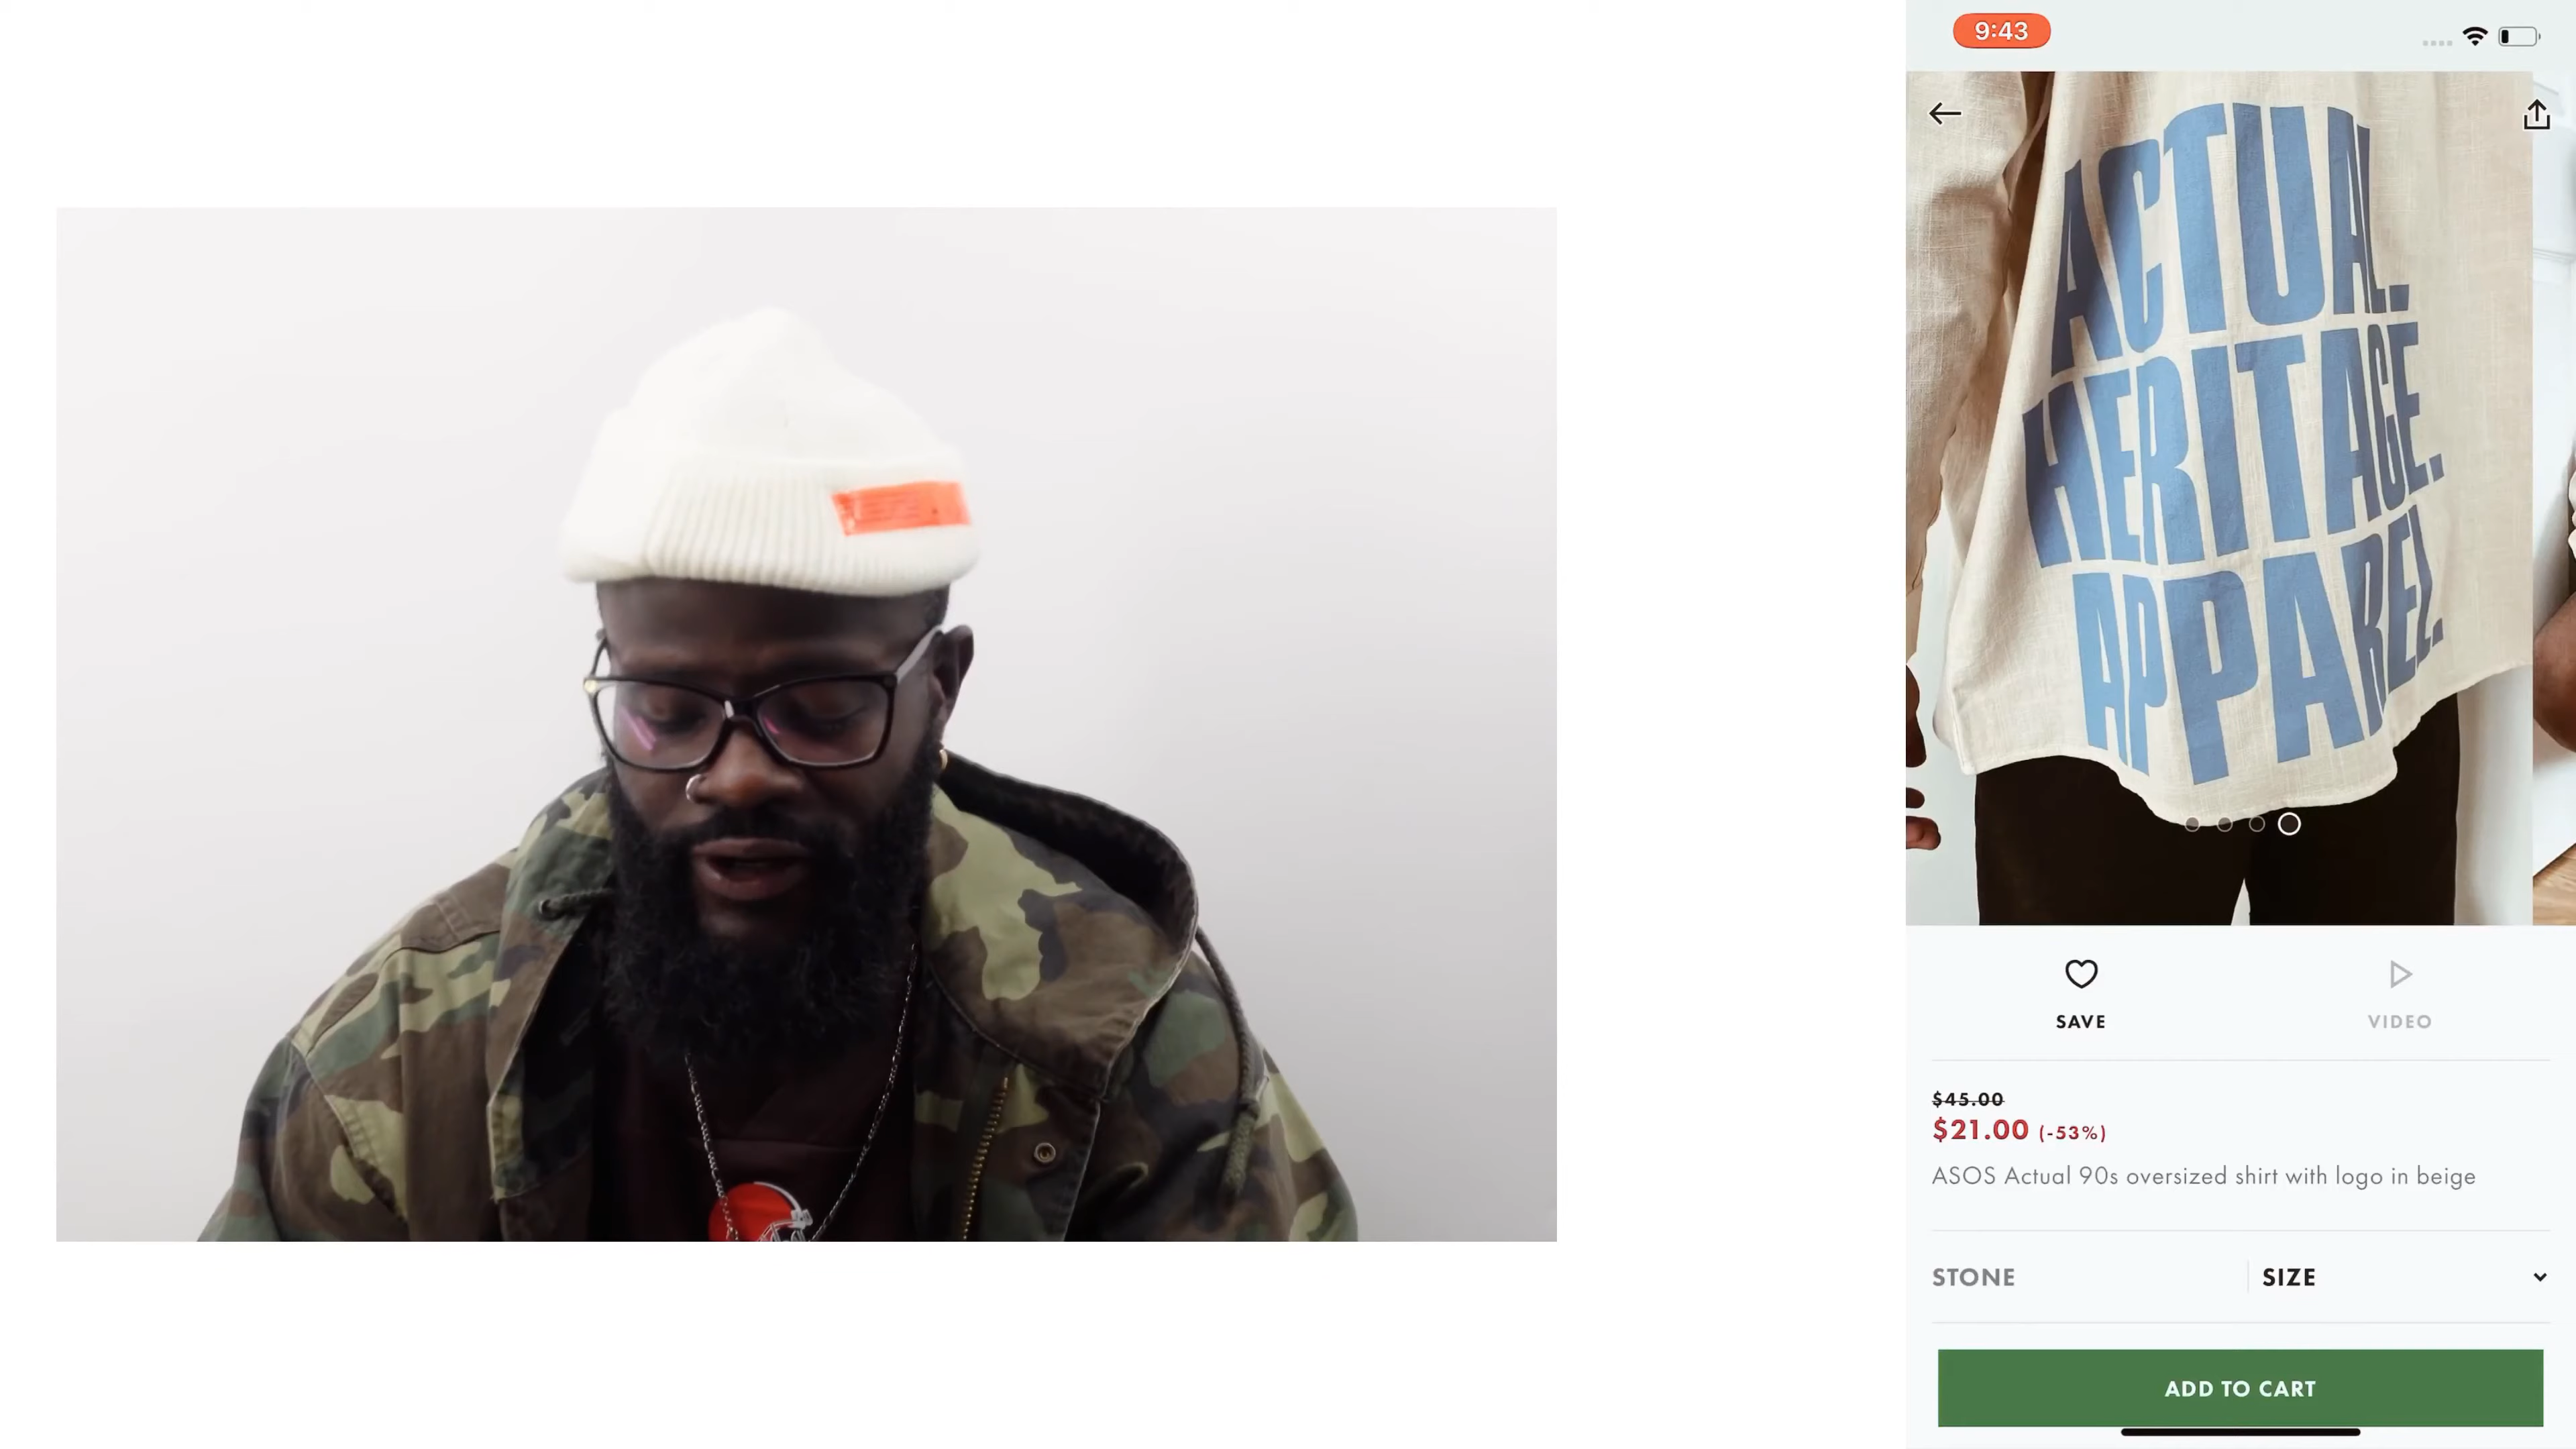 9:43
ACTUAL.
HERITAGE.
APPAREL.
SAVE
VIDEO
$45.00
$21.00 (-53%)
ASOS Actual 90s oversized shirt with logo in beige
STONE
SIZE
ADD TO CART